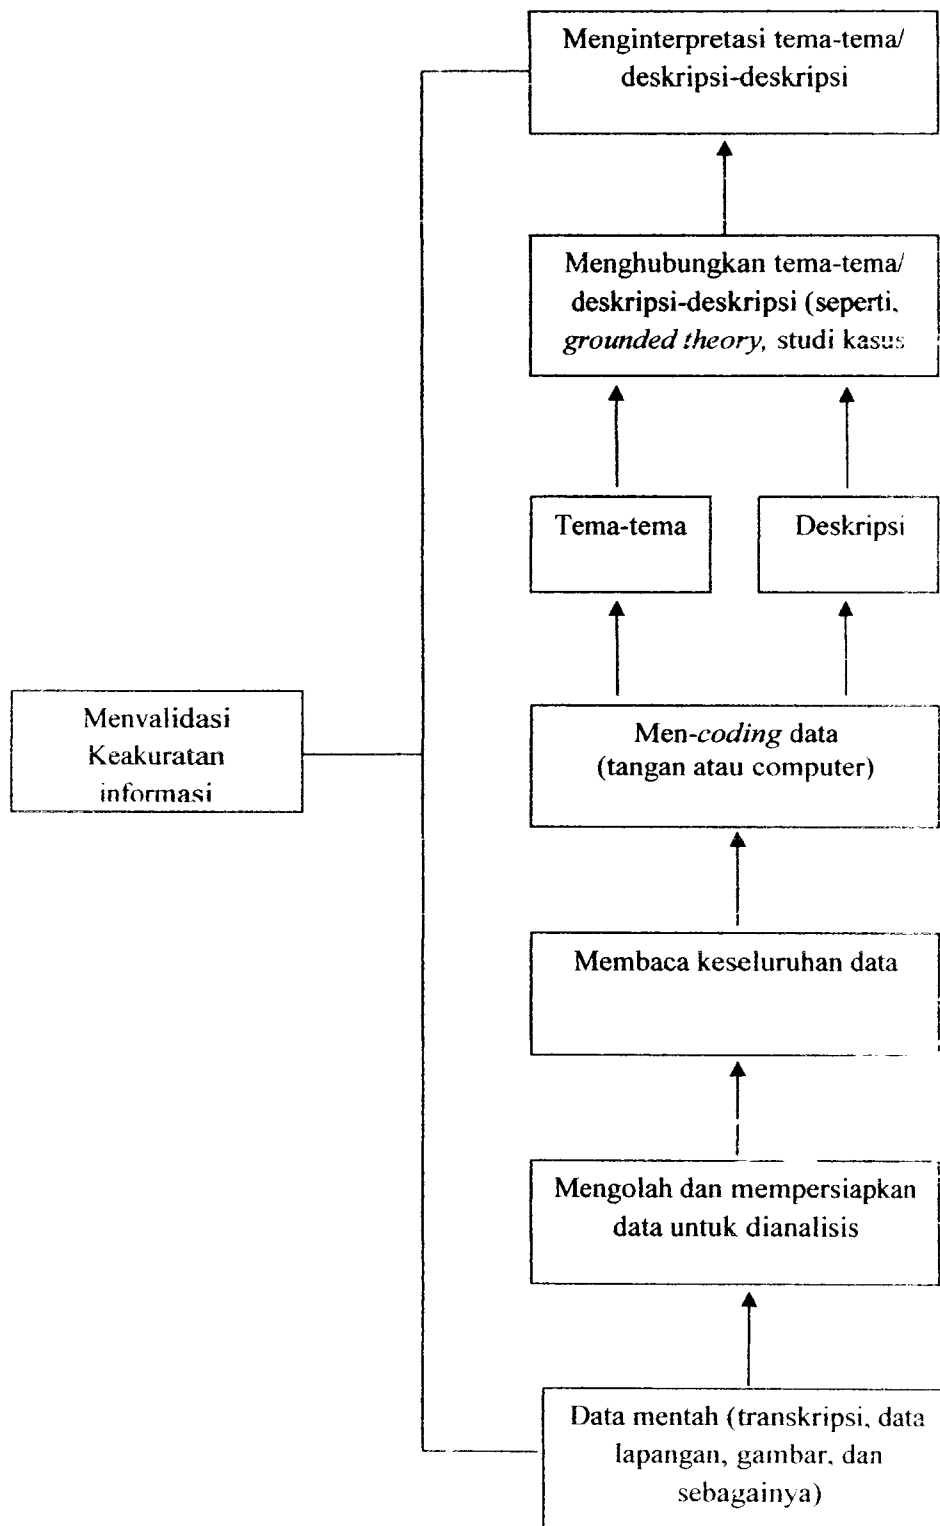 Menginterpretasi tema-tema/
deskripsi-deskripsi
Menghubungkan tema-tema/
deskripsi-deskripsi (seperti,
grounded theory, studi kasus
Tema-tema
Deskripsi
Menvalidasi
Keakuratan
informasi
Men-coding data
(tangan atau computer)
Membaca keseluruhan data
Mengolah dan mempersiapkan
data untuk dianalisis
Data mentah (transkripsi, data
lapangan, gambar, dan
sebagainya)